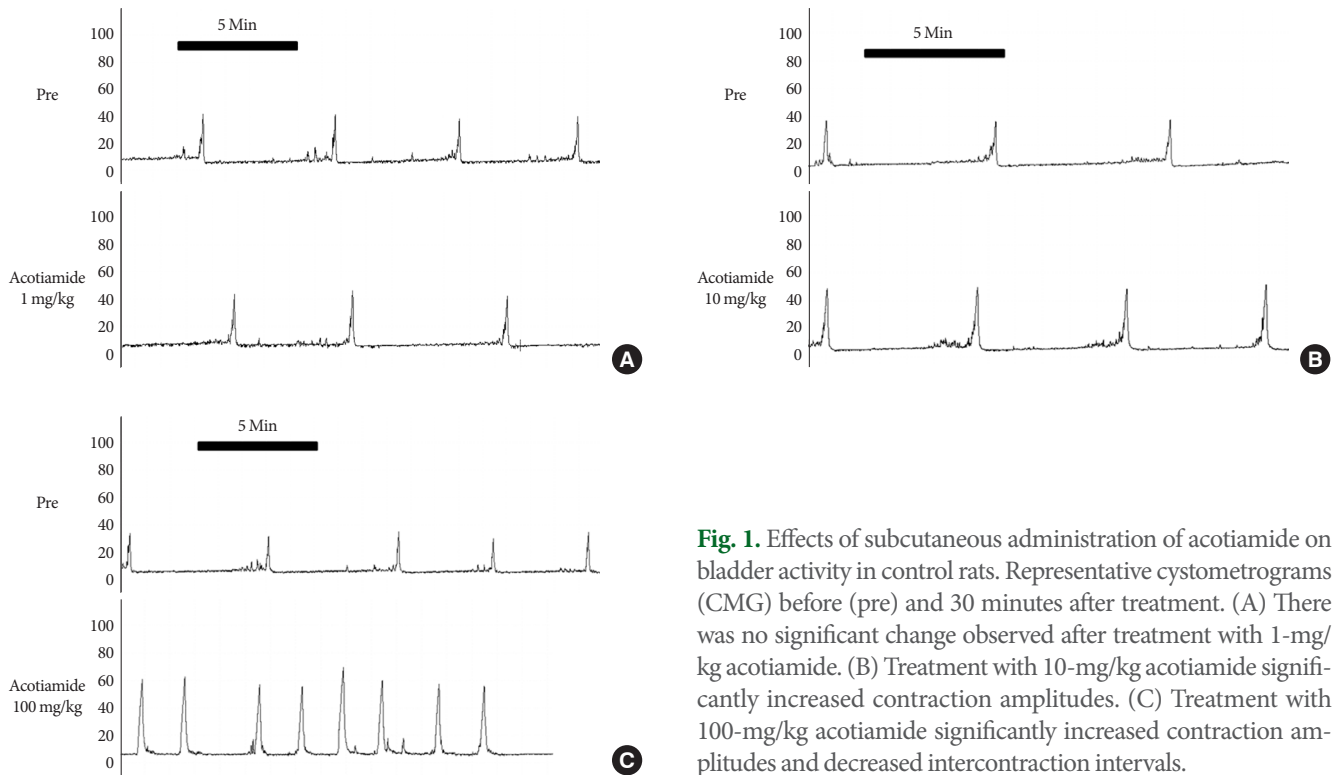 5 Min
100
80
60
40
20
0
Pre
100
80
60
40
20
0
Acotiamide
1 mg/kg
A
5 Min
100
80
60
40
20
0
Pre
100
80
60
40
20
0
Acotiamide
10 mg/kg
B
5 Min
100
80
60
40
20
0
Pre
100
80
60
40
20
0
Acotiamide
100 mg/kg
C
Fig. 1. Effects of subcutaneous administration of acotiamide on
bladder activity in control rats. Representative cystometrograms
(CMG) before (pre) and 30 minutes after treatment. (A) There
was no significant change observed after treatment with 1-mg/
kg acotiamide. (B) Treatment with 10-mg/kg acotiamide signifi-
cantly increased contraction amplitudes. (C) Treatment with
100-mg/kg acotiamide significantly increased contraction am-
plitudes and decreased intercontraction intervals.